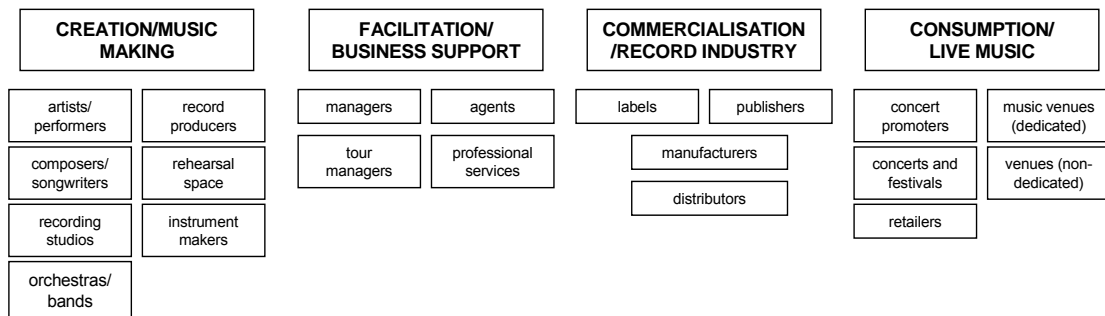 CREATION/MUSIC
MAKING
artists/
performers
record
producers
composers/
songwriters
rehearsal
space
recording
studios
instrument
makers
orchestras/
bands
FACILITATION/
BUSINESS SUPPORT
managers
agents
tour
managers
professional
services
COMMERCIALISATION
/RECORD INDUSTRY
labels
publishers
manufacturers
distributors
CONSUMPTION/
LIVE MUSIC
concert
promoters
music venues
(dedicated)
concerts and
festivals
venues (non-
dedicated)
retailers